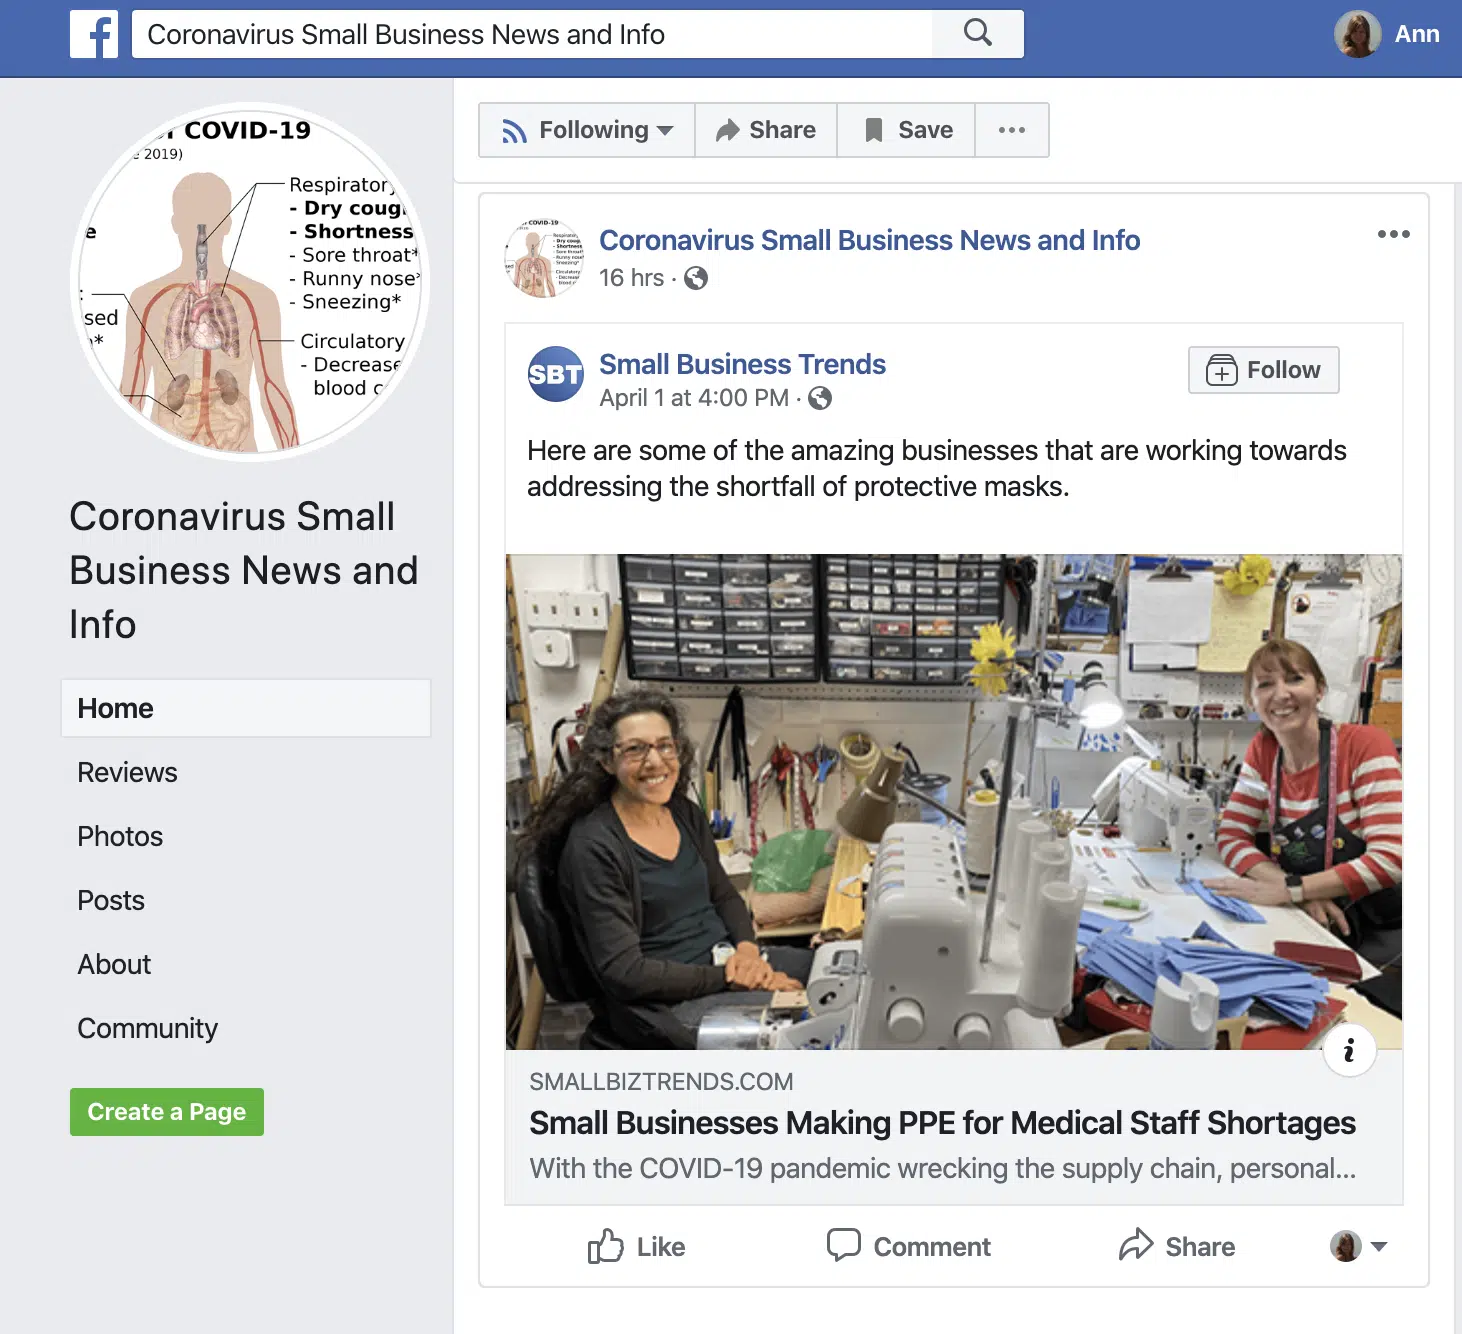 Coronavirus Small Business News and Info
Ann
COVID-19
2019)
Respiratory
- Dry coug
- Shortness
- Sore throat*
- Runny nose*
- Sneezing*
Circulatory
- Decrease
blood c
sed
Coronavirus Small
Business News and
Info
Home
Reviews
Photos
Posts
About
Community
Create a Page
Following
Share
Save
Coronavirus Small Business News and Info
16 hrs ·
SBT
Small Business Trends
April 1 at 4:00 PM ·
Follow
Here are some of the amazing businesses that are working towards
addressing the shortfall of protective masks.
SMALLBIZTRENDS.COM
Small Businesses Making PPE for Medical Staff Shortages
With the COVID-19 pandemic wrecking the supply chain, personal...
Like
Comment
Share